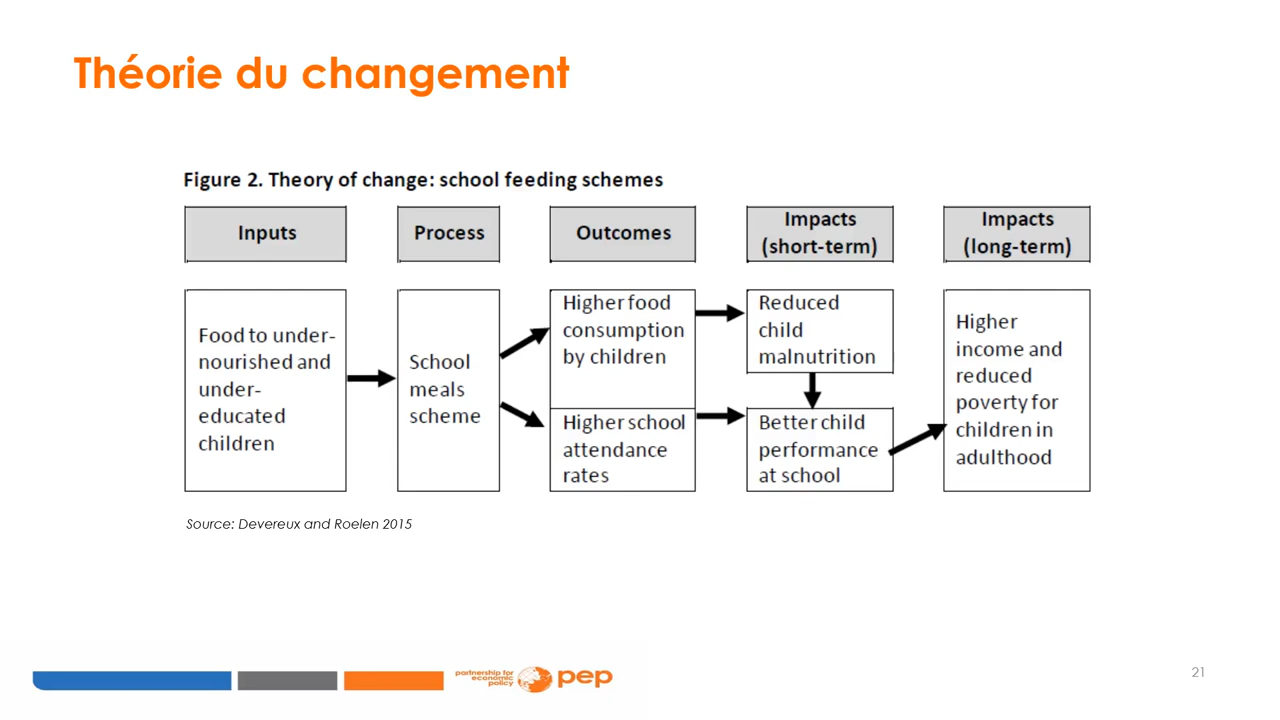 Théorie du changement
Figure 2. Theory of change: school feeding schemes
Inputs
Process
Outcomes
Impacts
(short-term)
Impacts
(long-term)
Food to under-
nourished and
under-
educated
children
School
meals
scheme
Higher food
consumption
by children
Higher school
attendance
rates
Reduced
child
malnutrition
Better child
performance
at school
Higher
income and
reduced
poverty for
children in
adulthood
Source: Devereux and Roelen 2015
partnership for
economic
policy
pep
21